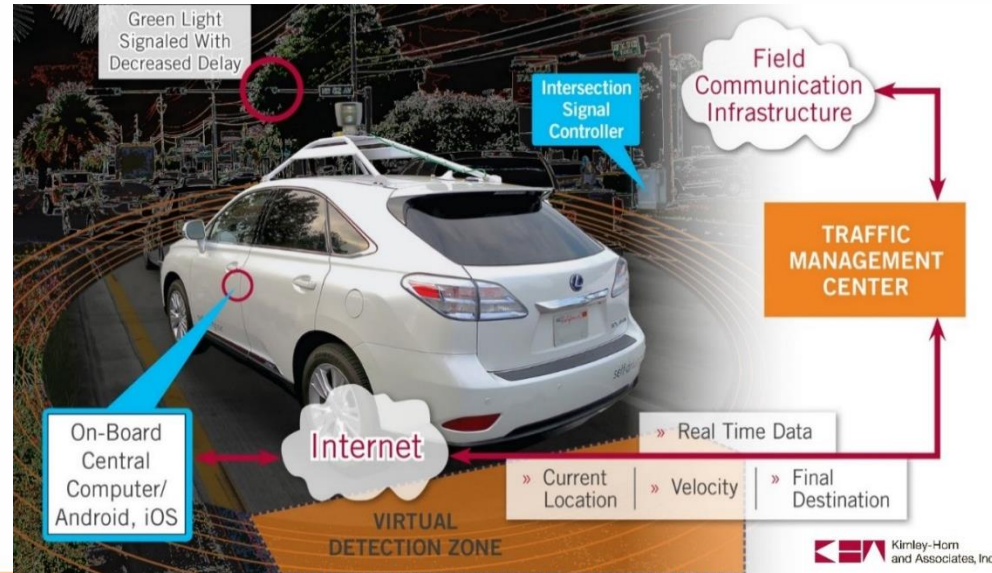 Green Light
Signaled With
Decreased Delay
Intersection
Signal
Controller
Field
Communication
Infrastructure
TRAFFIC
MANAGEMENT
CENTER
On-Board
Central
Computer/
Android, iOS
Internet
» Real Time Data
» Current
Location
» Velocity
» Final
Destination
VIRTUAL
DETECTION ZONE
Kimley-Horn
and Associates, Inc